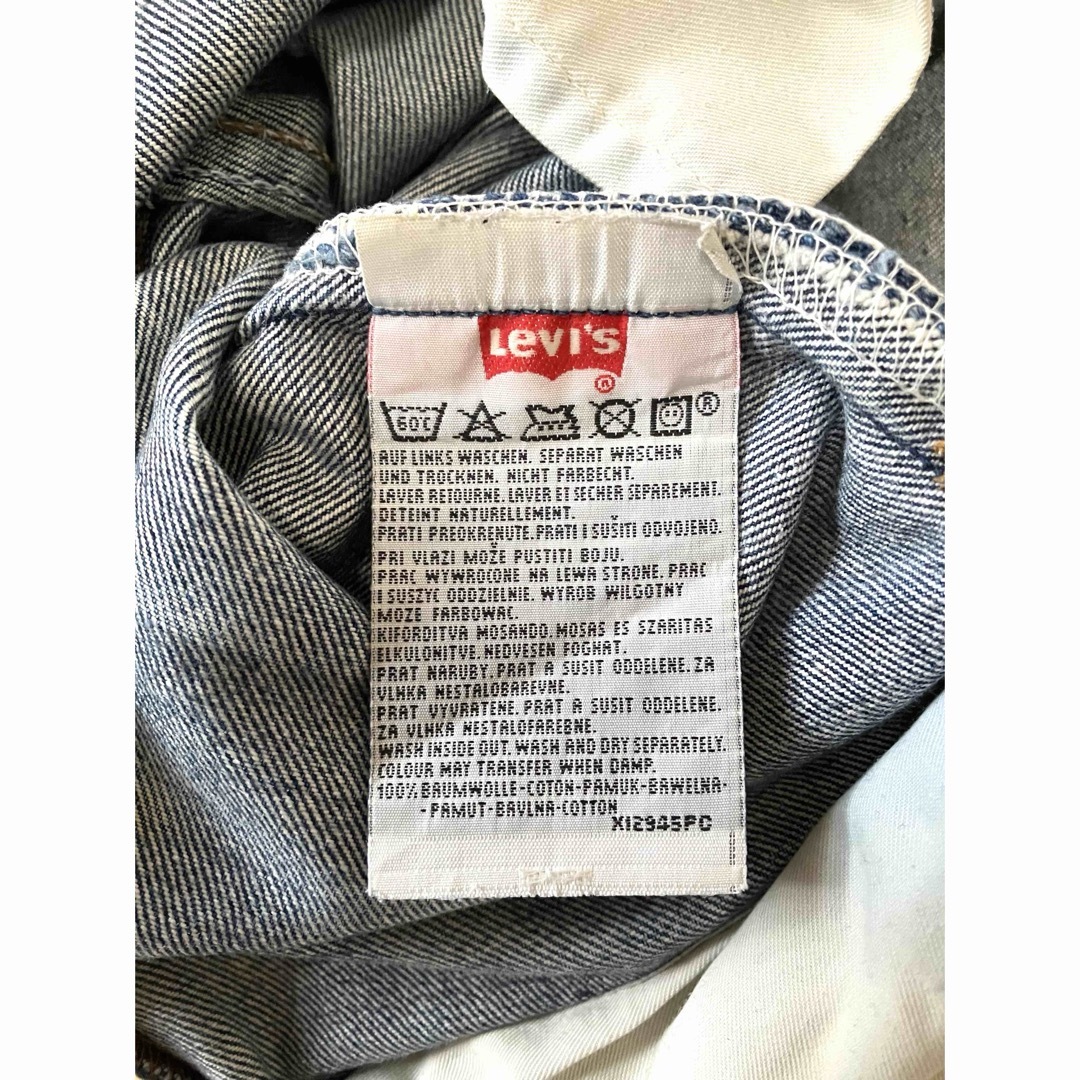 Levi's
®
60°C ®
AUF LINKS WASCHEN. SEPARAT WASCHEN
UND TROCKNEN. NICHT FARBECHT.
LAVER RETOURNE. LAVER ET SECHER SEPAREMENT.
DETEINT NATURELLEMENT.
PRATI PREOKRENUTE. PRATI I SUŠITI ODVOJENO.
PRI VLAZI MOŽE PUSTITI BOJU.
PRAC WYWROCONE NA LEWA STRONE. PRAC
I SUSZYC ODDZIELNIE. WYROB WILGOTNY
MOZE FARBOWAC.
KIFORDITVA MOSANDO. MOSAS ES SZARITAS
ELKULONITVE. NEDVESEN FOGHAT.
PRAT NARUBY. PRAT A SUSIT ODDELENE. ZA
VLHKA NESTALOBAREVNE.
PRAT VYVRATENE. PRAT A SUSIT ODDELENE.
ZA VLHKA NESTALOFAREBNE.
WASH INSIDE OUT. WASH AND DRY SEPARATELY.
COLOUR MAY TRANSFER WHEN DAMP.
100% BAUMWOLLE-COTON-PAMUK-BAWELNA-
-PAMUT-BAVLNA-COTTON
X12945PC